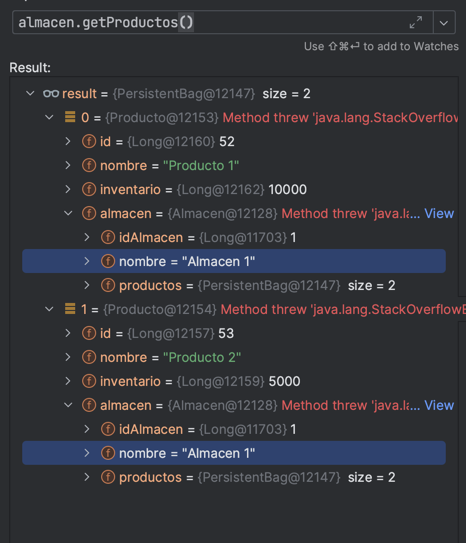 almacen.getProductos()
Use ⇧⌘⏎ to add to Watches
Result:
result = {PersistentBag@12147} size = 2
0 = {Producto@12153} Method threw 'java.lang.StackOverflow
id = {Long@12160} 52
nombre = "Producto 1"
inventario = {Long@12162} 10000
almacen = {Almacen@12128} Method threw 'java.la... View
idAlmacen = {Long@11703} 1
nombre = "Almacen 1"
productos = {PersistentBag@12147} size = 2
1 = {Producto@12154} Method threw 'java.lang.StackOverflowE
id = {Long@12157} 53
nombre = "Producto 2"
inventario = {Long@12159} 5000
almacen = {Almacen@12128} Method threw 'java.la... View
idAlmacen = {Long@11703} 1
nombre = "Almacen 1"
productos = {PersistentBag@12147} size = 2